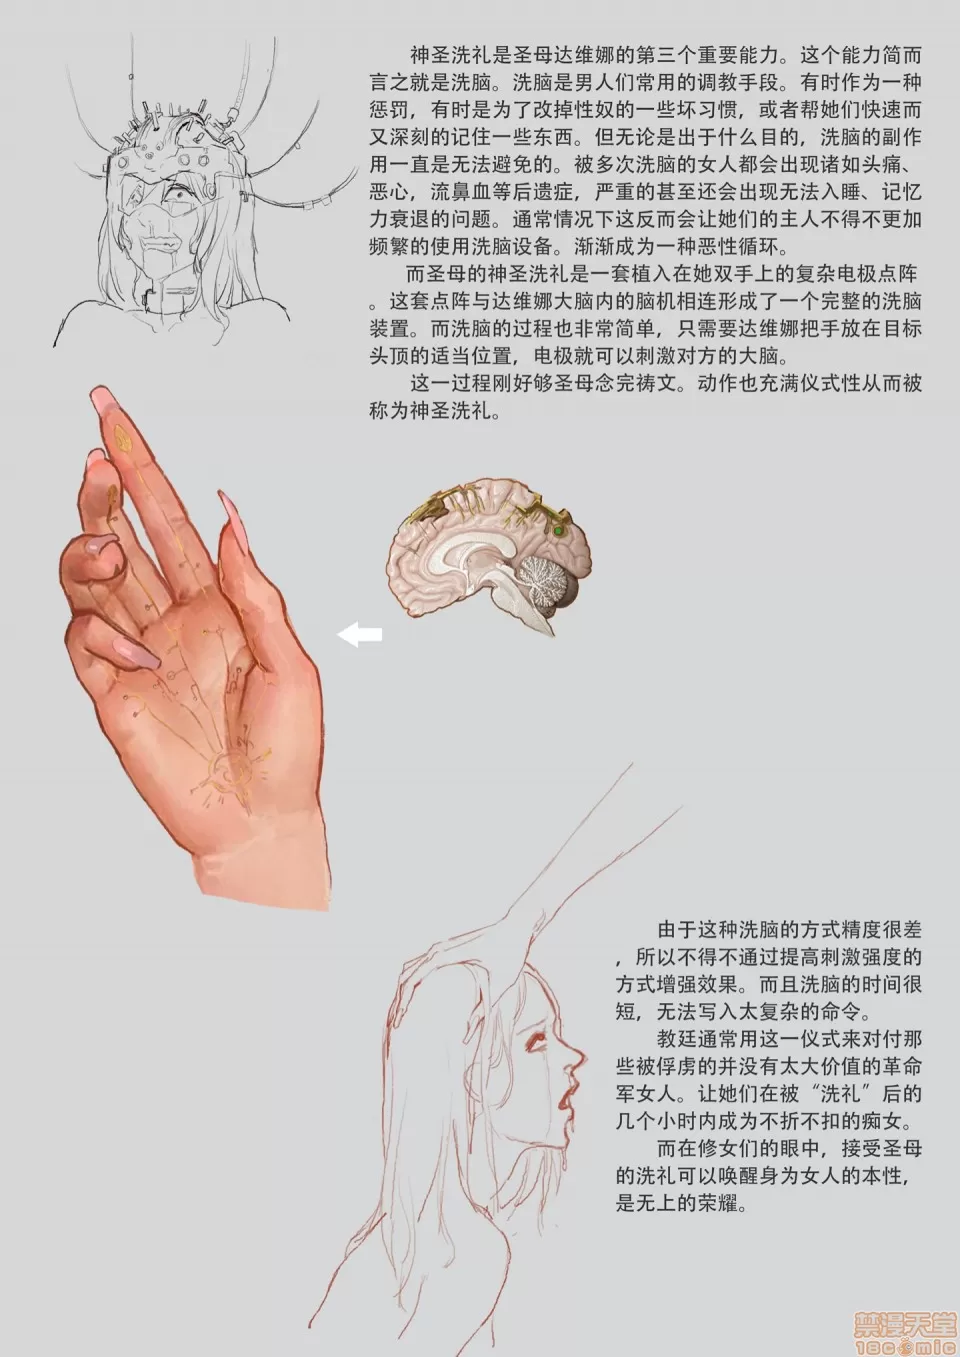 神圣洗礼是圣母达维娜的第三个重要能力。这个能力简而
言之就是洗脑。洗脑是男人们常用的调教手段。有时作为一种
惩罚，有时是为了改掉性奴的一些坏习惯，或者帮她们快速而
又深刻的记住一些东西。但无论是出于什么目的，洗脑的副作
用一直是无法避免的。被多次洗脑的女人都会出现诸如头痛、
恶心，流鼻血等后遗症，严重的甚至还会出现无法入睡、记忆
力衰退的问题。通常情况下这反而会让她们的主人不得不更加
频繁的使用洗脑设备。渐渐成为一种恶性循环。
而圣母的神圣洗礼是一套植入在她双手上的复杂电极点阵
。这套点阵与达维娜大脑内的脑机相连形成了一个完整的洗脑
装置。而洗脑的过程也非常简单，只需要达维娜把手放在目标
头顶的适当位置，电极就可以刺激对方的大脑。
这一过程刚好够圣母念完祷文。动作也充满仪式性从而被
称为神圣洗礼。
由于这种洗脑的方式精度很差
，所以不得不通过提高刺激强度的
方式增强效果。而且洗脑的时间很
短，无法写入太复杂的命令。
教廷通常用这一仪式来对付那
些被俘虏的并没有太大价值的革命
军女人。让她们在被“洗礼”后的
几个小时内成为不折不扣的痴女。
而在修女们的眼中，接受圣母
的洗礼可以唤醒身为女人的本性，
是无上的荣耀。
禁漫天堂
18comic